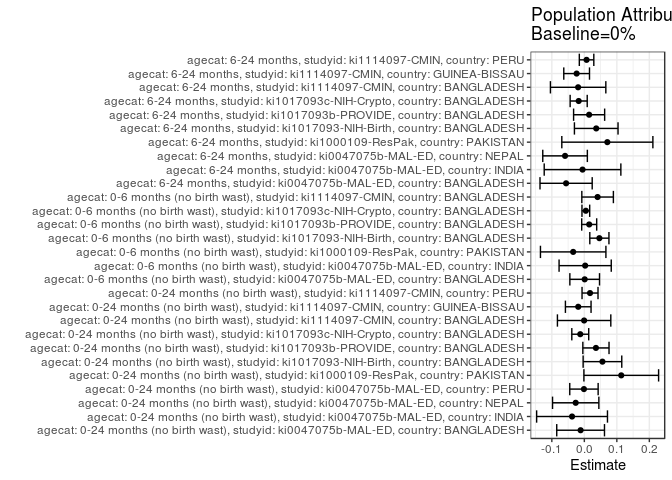 Population Attribu
Baseline=0%
agecat: 6-24 months, studyid: ki1114097-CMIN, country: PERU
agecat: 6-24 months, studyid: ki1114097-CMIN, country: GUINEA-BISSAU
agecat: 6-24 months, studyid: ki1114097-CMIN, country: BANGLADESH
agecat: 6-24 months, studyid: ki1017093c-NIH-Crypto, country: BANGLADESH
agecat: 6-24 months, studyid: ki1017093b-PROVIDE, country: BANGLADESH
agecat: 6-24 months, studyid: ki1017093-NIH-Birth, country: BANGLADESH
agecat: 6-24 months, studyid: ki1000109-ResPak, country: PAKISTAN
agecat: 6-24 months, studyid: ki0047075b-MAL-ED, country: NEPAL
agecat: 6-24 months, studyid: ki0047075b-MAL-ED, country: INDIA
agecat: 6-24 months, studyid: ki0047075b-MAL-ED, country: BANGLADESH
agecat: 0-6 months (no birth wast), studyid: ki1114097-CMIN, country: BANGLADESH
agecat: 0-6 months (no birth wast), studyid: ki1017093c-NIH-Crypto, country: BANGLADESH
agecat: 0-6 months (no birth wast), studyid: ki1017093b-PROVIDE, country: BANGLADESH
agecat: 0-6 months (no birth wast), studyid: ki1017093-NIH-Birth, country: BANGLADESH
agecat: 0-6 months (no birth wast), studyid: ki1000109-ResPak, country: PAKISTAN
agecat: 0-6 months (no birth wast), studyid: ki0047075b-MAL-ED, country: INDIA
agecat: 0-6 months (no birth wast), studyid: ki0047075b-MAL-ED, country: BANGLADESH
agecat: 0-24 months (no birth wast), studyid: ki1114097-CMIN, country: PERU
agecat: 0-24 months (no birth wast), studyid: ki1114097-CMIN, country: GUINEA-BISSAU
agecat: 0-24 months (no birth wast), studyid: ki1114097-CMIN, country: BANGLADESH
agecat: 0-24 months (no birth wast), studyid: ki1017093c-NIH-Crypto, country: BANGLADESH
agecat: 0-24 months (no birth wast), studyid: ki1017093b-PROVIDE, country: BANGLADESH
agecat: 0-24 months (no birth wast), studyid: ki1017093-NIH-Birth, country: BANGLADESH
agecat: 0-24 months (no birth wast), studyid: ki1000109-ResPak, country: PAKISTAN
agecat: 0-24 months (no birth wast), studyid: ki0047075b-MAL-ED, country: PERU
agecat: 0-24 months (no birth wast), studyid: ki0047075b-MAL-ED, country: NEPAL
agecat: 0-24 months (no birth wast), studyid: ki0047075b-MAL-ED, country: INDIA
agecat: 0-24 months (no birth wast), studyid: ki0047075b-MAL-ED, country: BANGLADESH
-0.1 0.0 0.1 0.2
Estimate